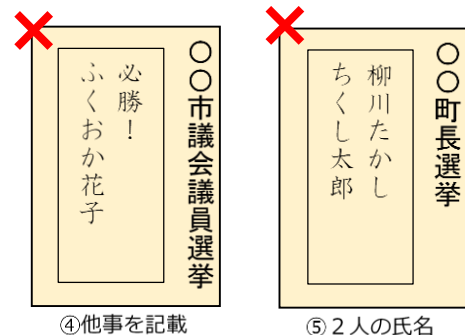 ○○市議会議員選挙
必勝！
ふくおか花子
④他事を記載
○○町長選挙
柳川たかし
ちくし太郎
⑤２人の氏名